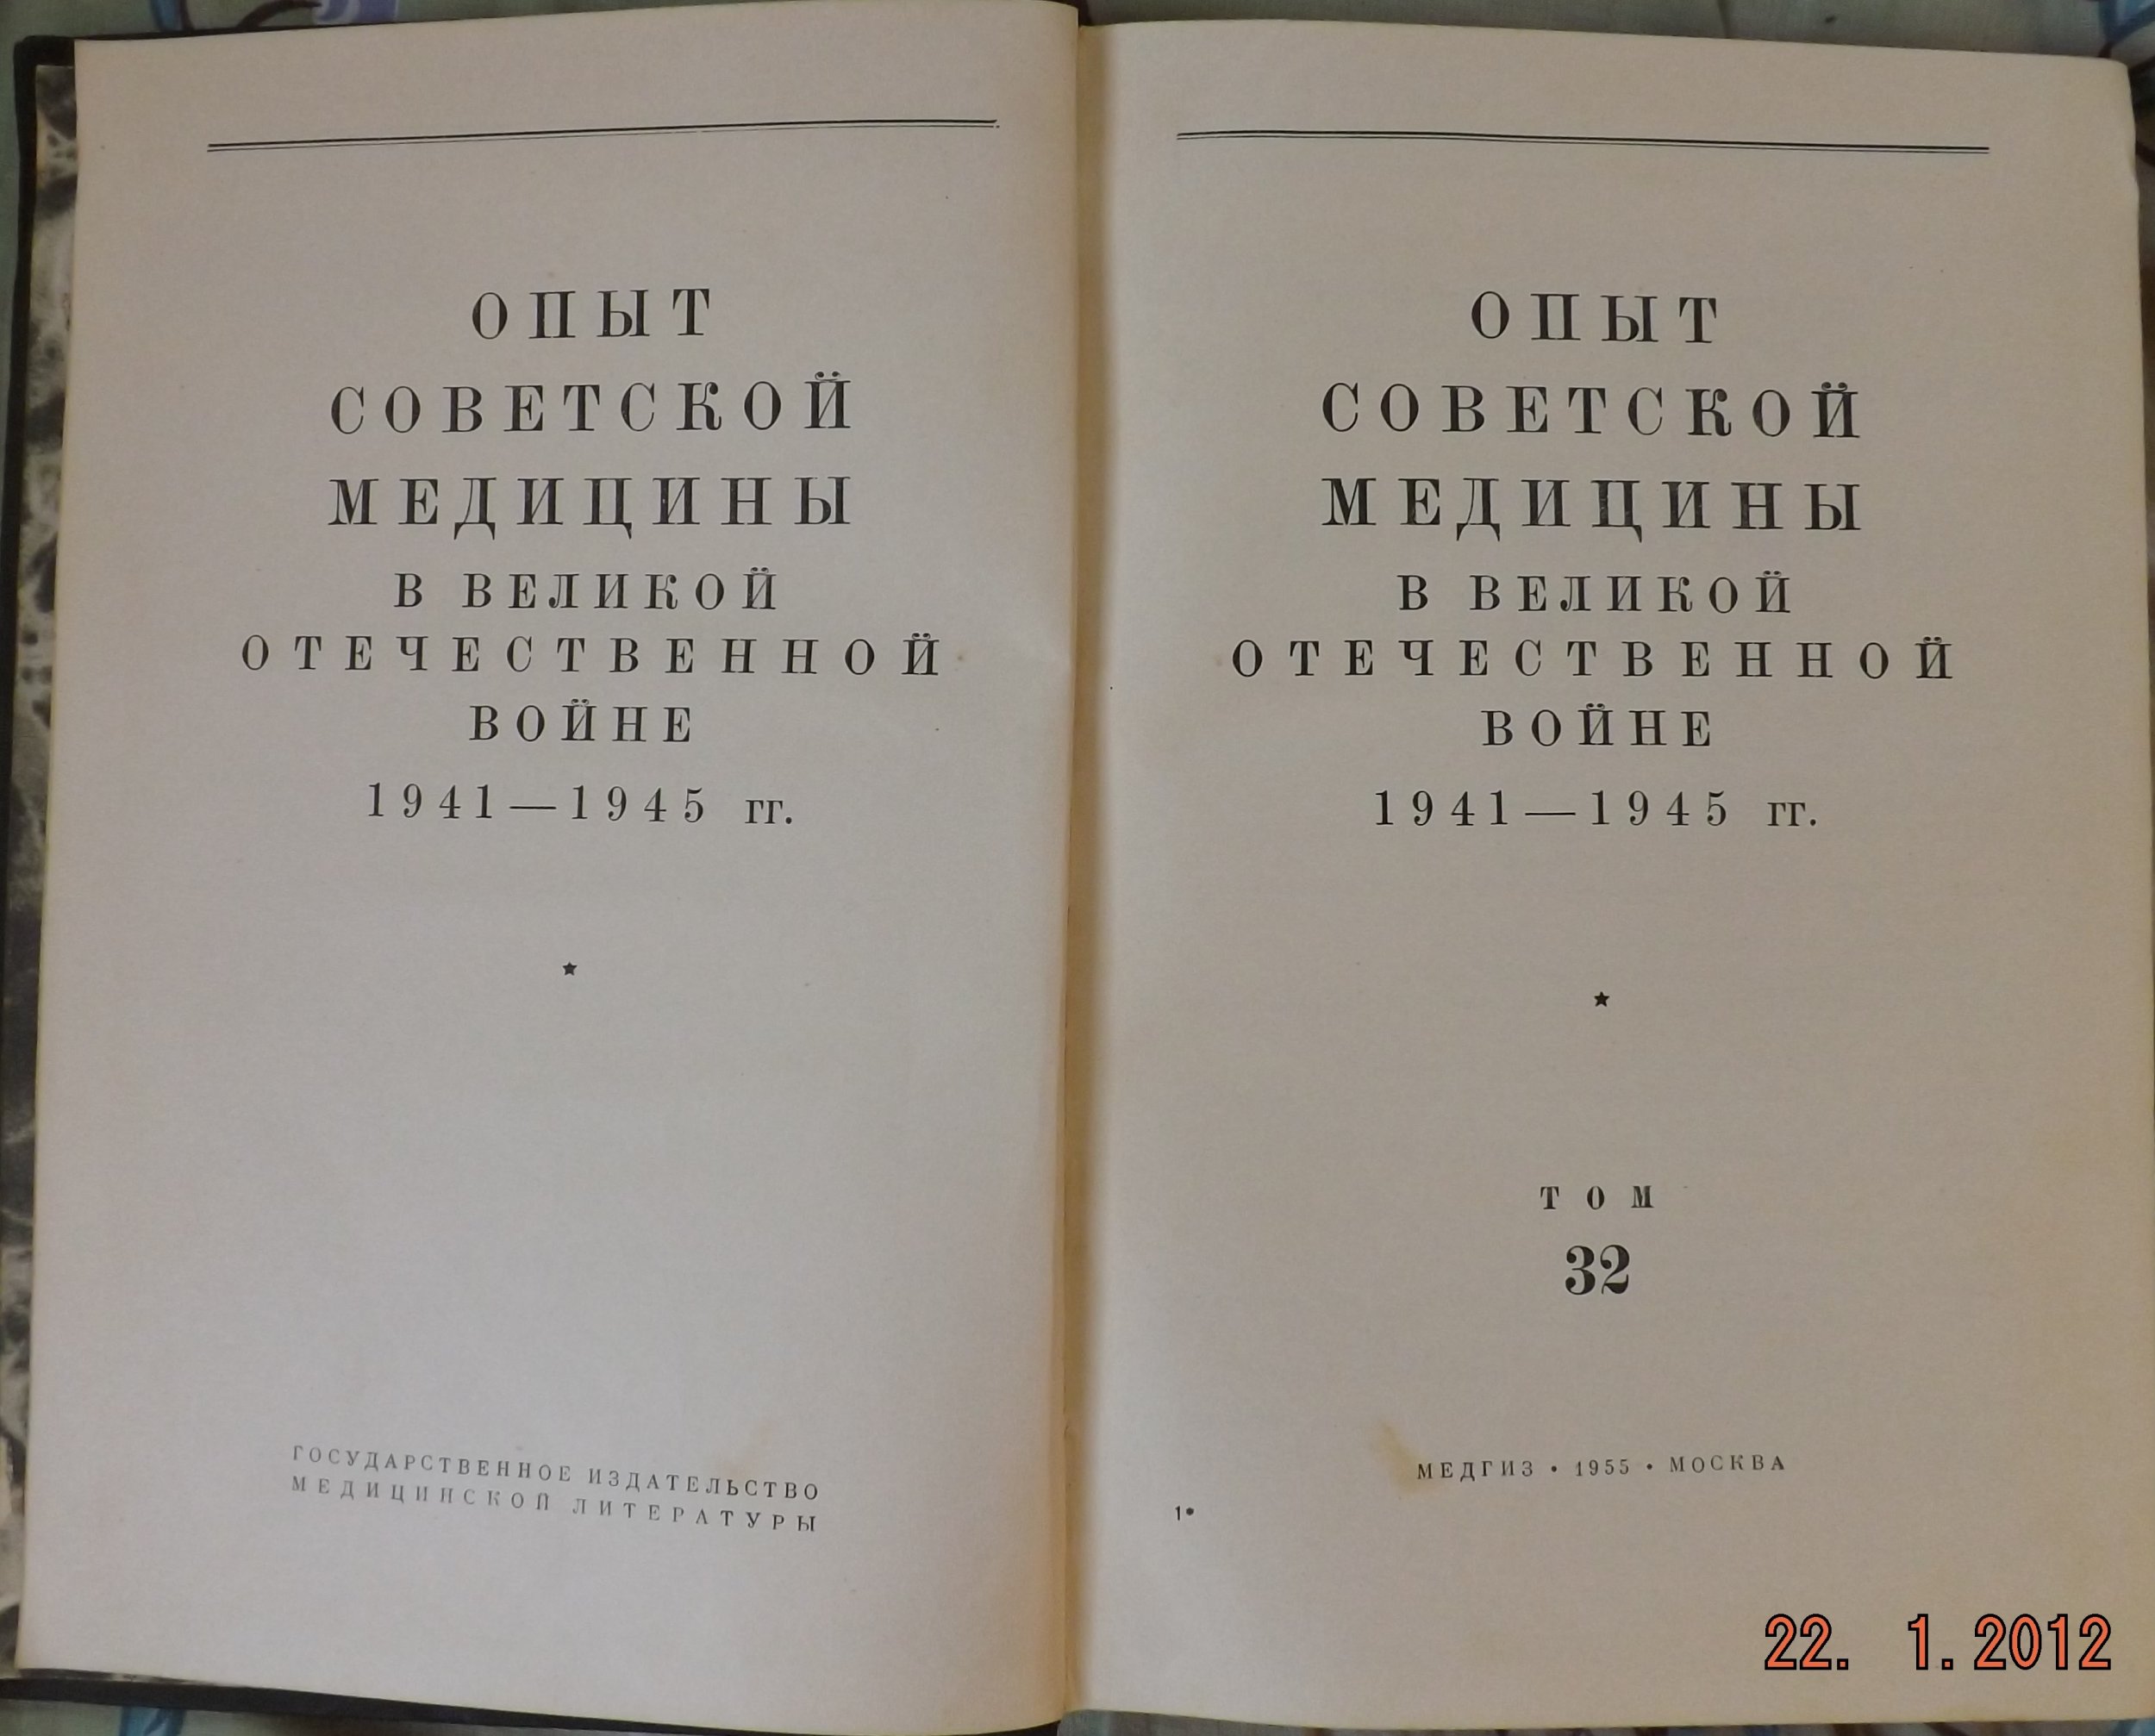 ОПЫТ
СОВЕТСКОЙ
МЕДИЦИНЫ
В ВЕЛИКОЙ
ОТЕЧЕСТВЕННОЙ
ВОЙНЕ
1941—1945 гг.
★
ГОСУДАРСТВЕННОЕ ИЗДАТЕЛЬСТВО
МЕДИЦИНСКОЙ ЛИТЕРАТУРЫ
ОПЫТ
СОВЕТСКОЙ
МЕДИЦИНЫ
В ВЕЛИКОЙ
ОТЕЧЕСТВЕННОЙ
ВОЙНЕ
1941—1945 гг.
★
ТОМ
32
МЕДГИЗ • 1955 • МОСКВА
1*
22. 1.2012